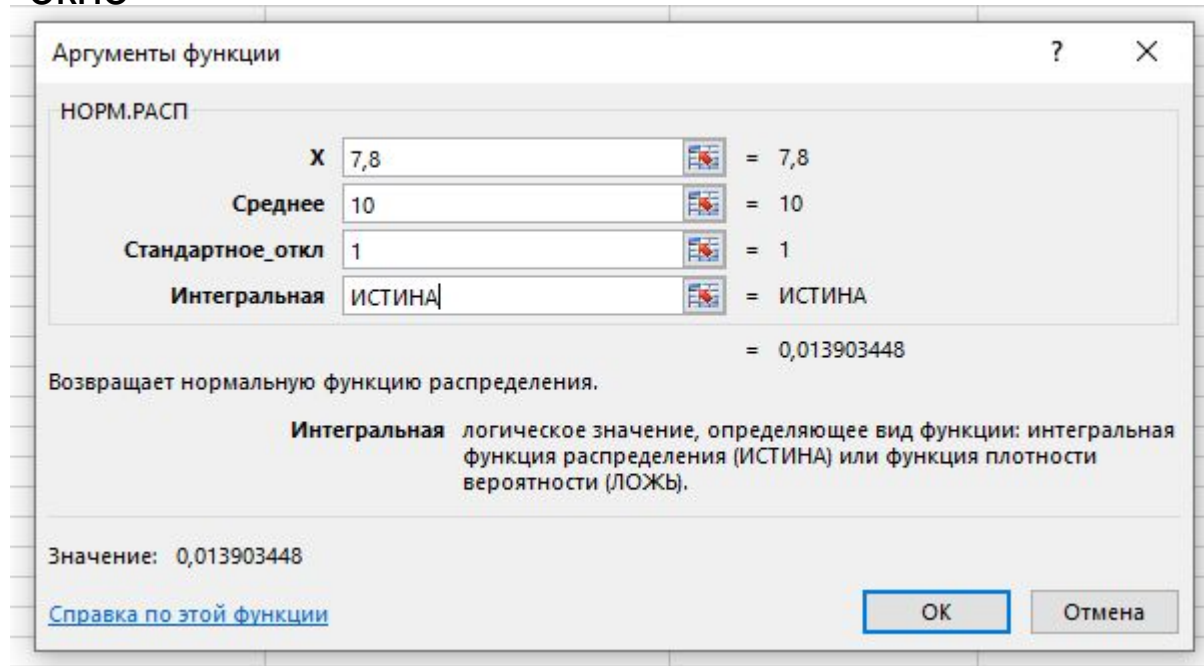 окно
Аргументы функции ? ×
НОРМ.РАСП
X 7,8 = 7,8
Среднее 10 = 10
Стандартное_откл 1 = 1
Интегральная ИСТИНА = ИСТИНА
= 0,013903448
Возвращает нормальную функцию распределения.
Интегральная логическое значение, определяющее вид функции: интегральная
функция распределения (ИСТИНА) или функция плотности
вероятности (ЛОЖЬ).
Значение: 0,013903448
Справка по этой функции ОК Отмена